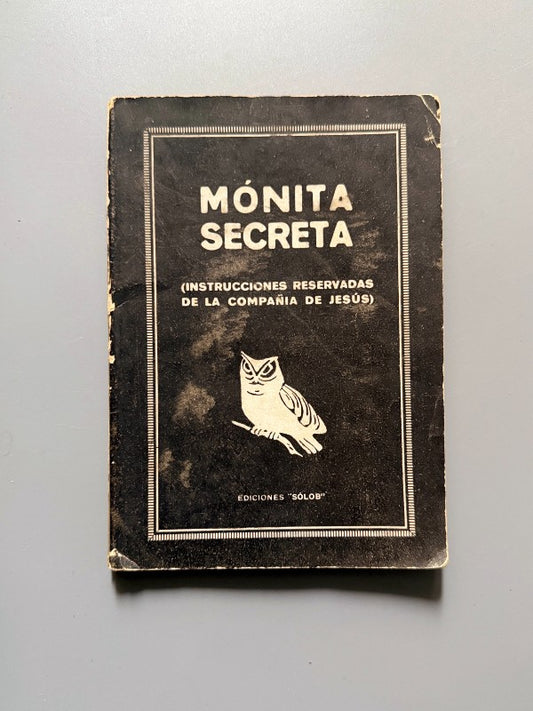 MÓNITA
SECRETA
(INSTRUCCIONES RESERVADAS
DE LA COMPAÑIA DE JESÚS)
EDICIONES "SÓLOB"